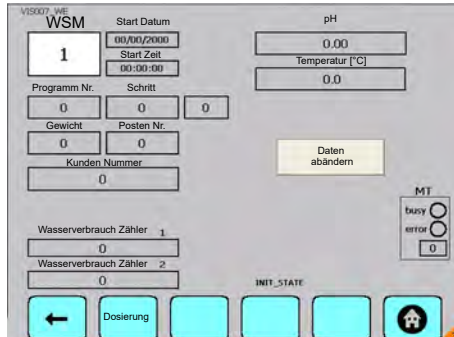 VIS007_WE
WSM
1
Start Datum
00/00/2000
Start Zeit
00:00:00
pH
0.00
Temperatur [°C]
0.0
Programm Nr.
Schritt
0
0
0
Gewicht
Posten Nr.
0
0
Kunden Nummer
0
Daten
abändern
MT
busy
error
0
Wasserverbrauch Zähler 1
0
Wasserverbrauch Zähler 2
0
INIT_STATE
Dosierung